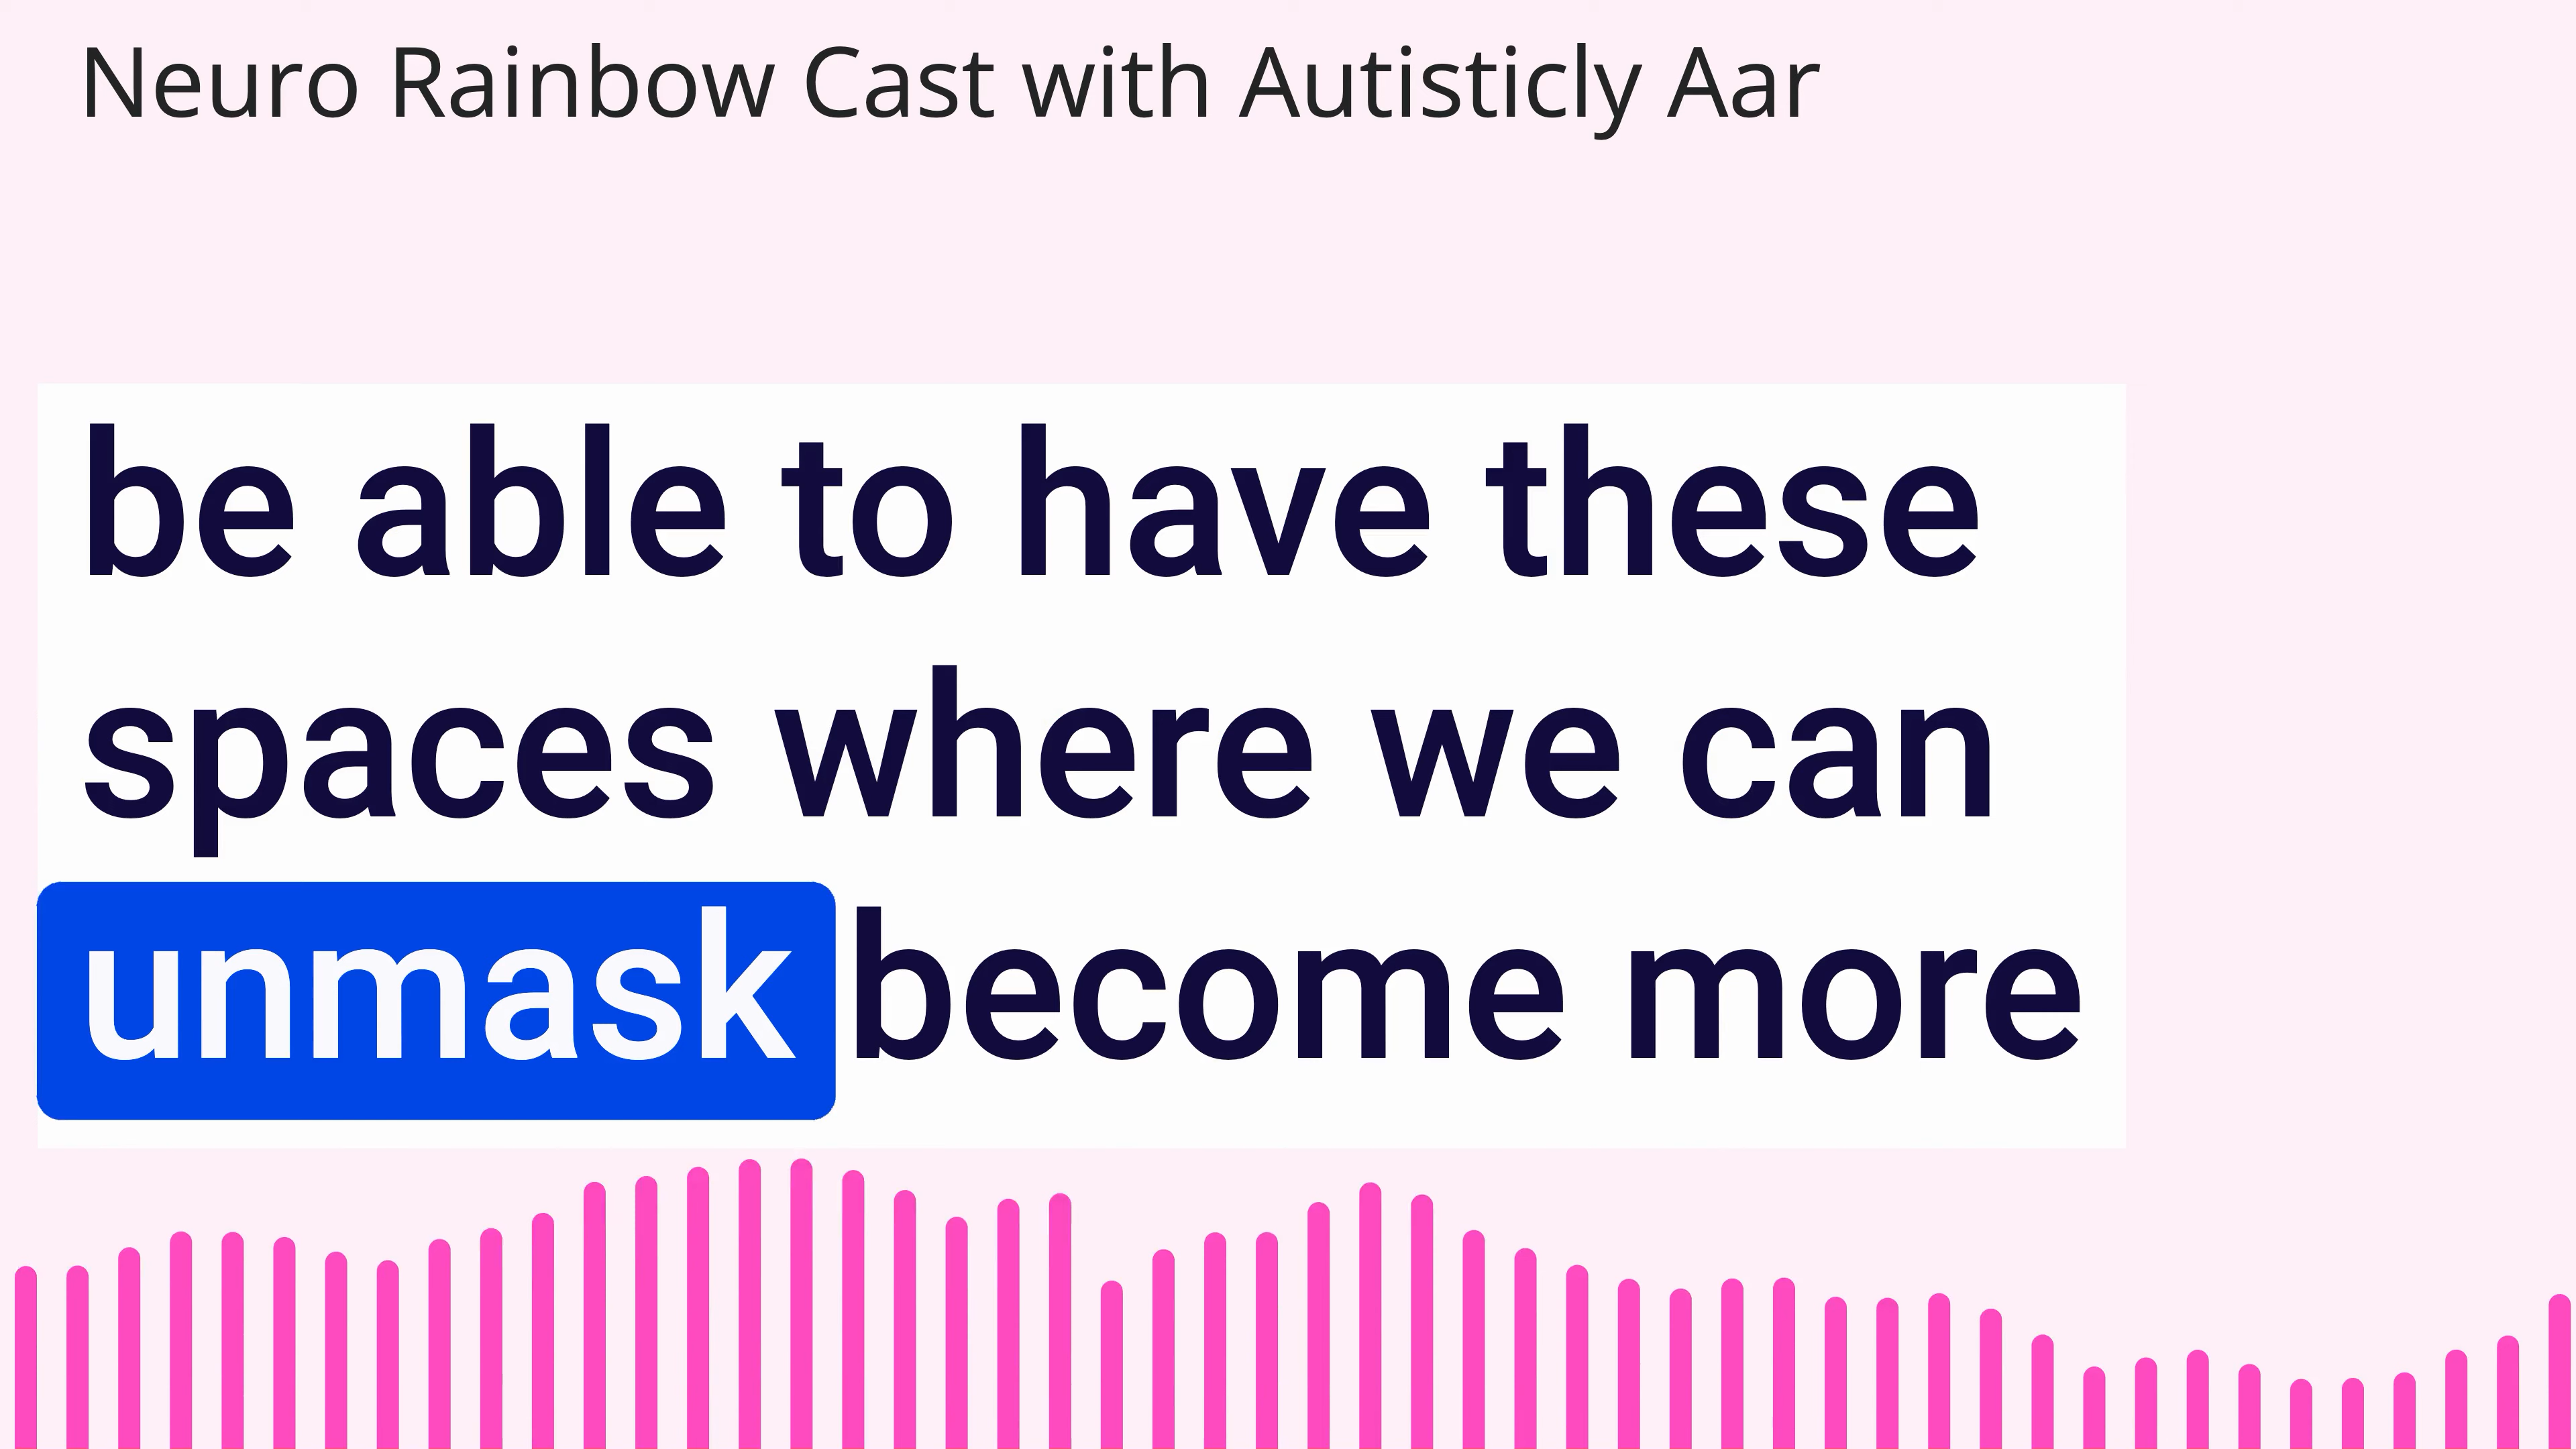 Neuro Rainbow Cast with Autisticly Aar
be able to have these
spaces where we can
unmask become more